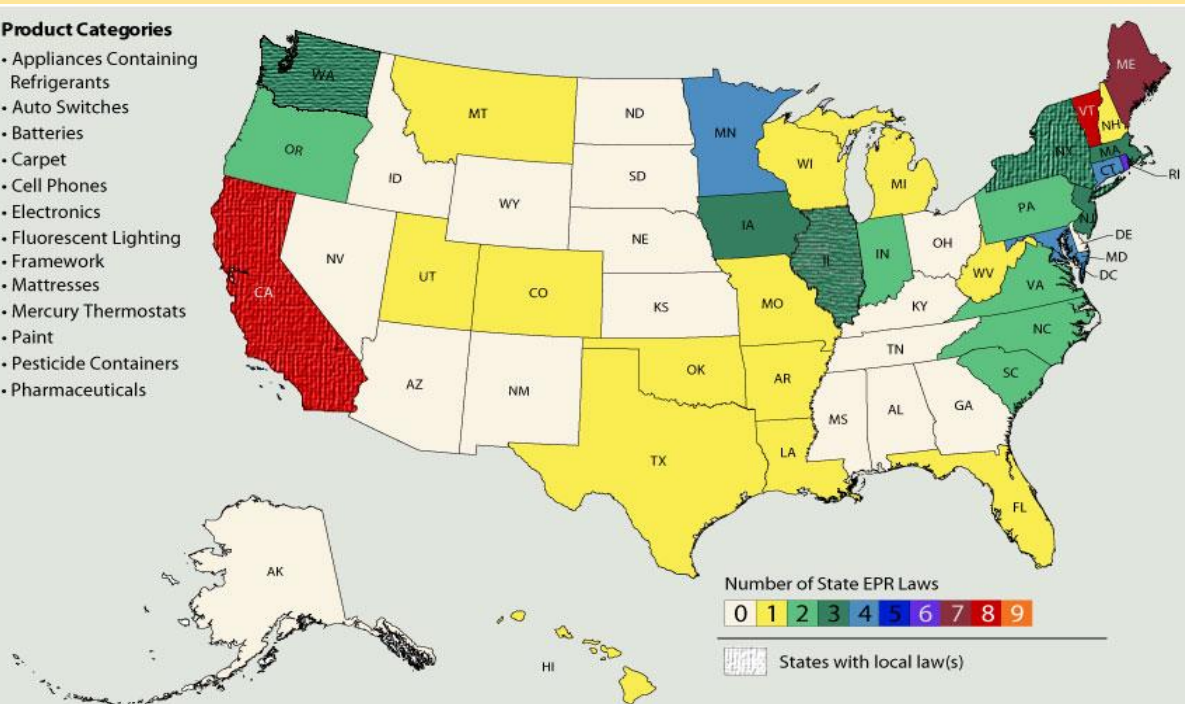 Product Categories
• Appliances Containing
Refrigerants
• Auto Switches
• Batteries
• Carpet
• Cell Phones
• Electronics
• Fluorescent Lighting
• Framework
• Mattresses
• Mercury Thermostats
• Paint
• Pesticide Containers
• Pharmaceuticals
WA
OR
CA
ID
NV
MT
WY
UT
CO
AZ
NM
ND
SD
NE
KS
OK
TX
MN
IA
MO
AR
LA
WI
IL
MI
IN
OH
KY
TN
MS
AL
GA
FL
SC
NC
VA
WV
PA
NY
VT
NH
ME
MA
CT
RI
NJ
DE
MD
DC
AK
HI
Number of State EPR Laws
0 1 2 3 4 5 6 7 8 9
States with local law(s)